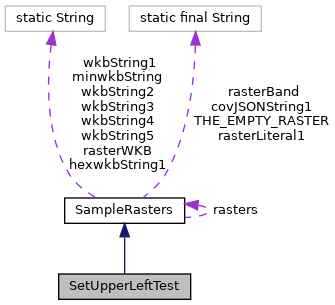 static String
static final String
wkbString1
minwkbString
wkbString2
wkbString3
wkbString4
wkbString5
rasterWKB
hexwkbString1
rasterBand
covJSONString1
THE_EMPTY_RASTER
rasterLiteral1
SampleRasters
rasters
SetUpperLeftTest